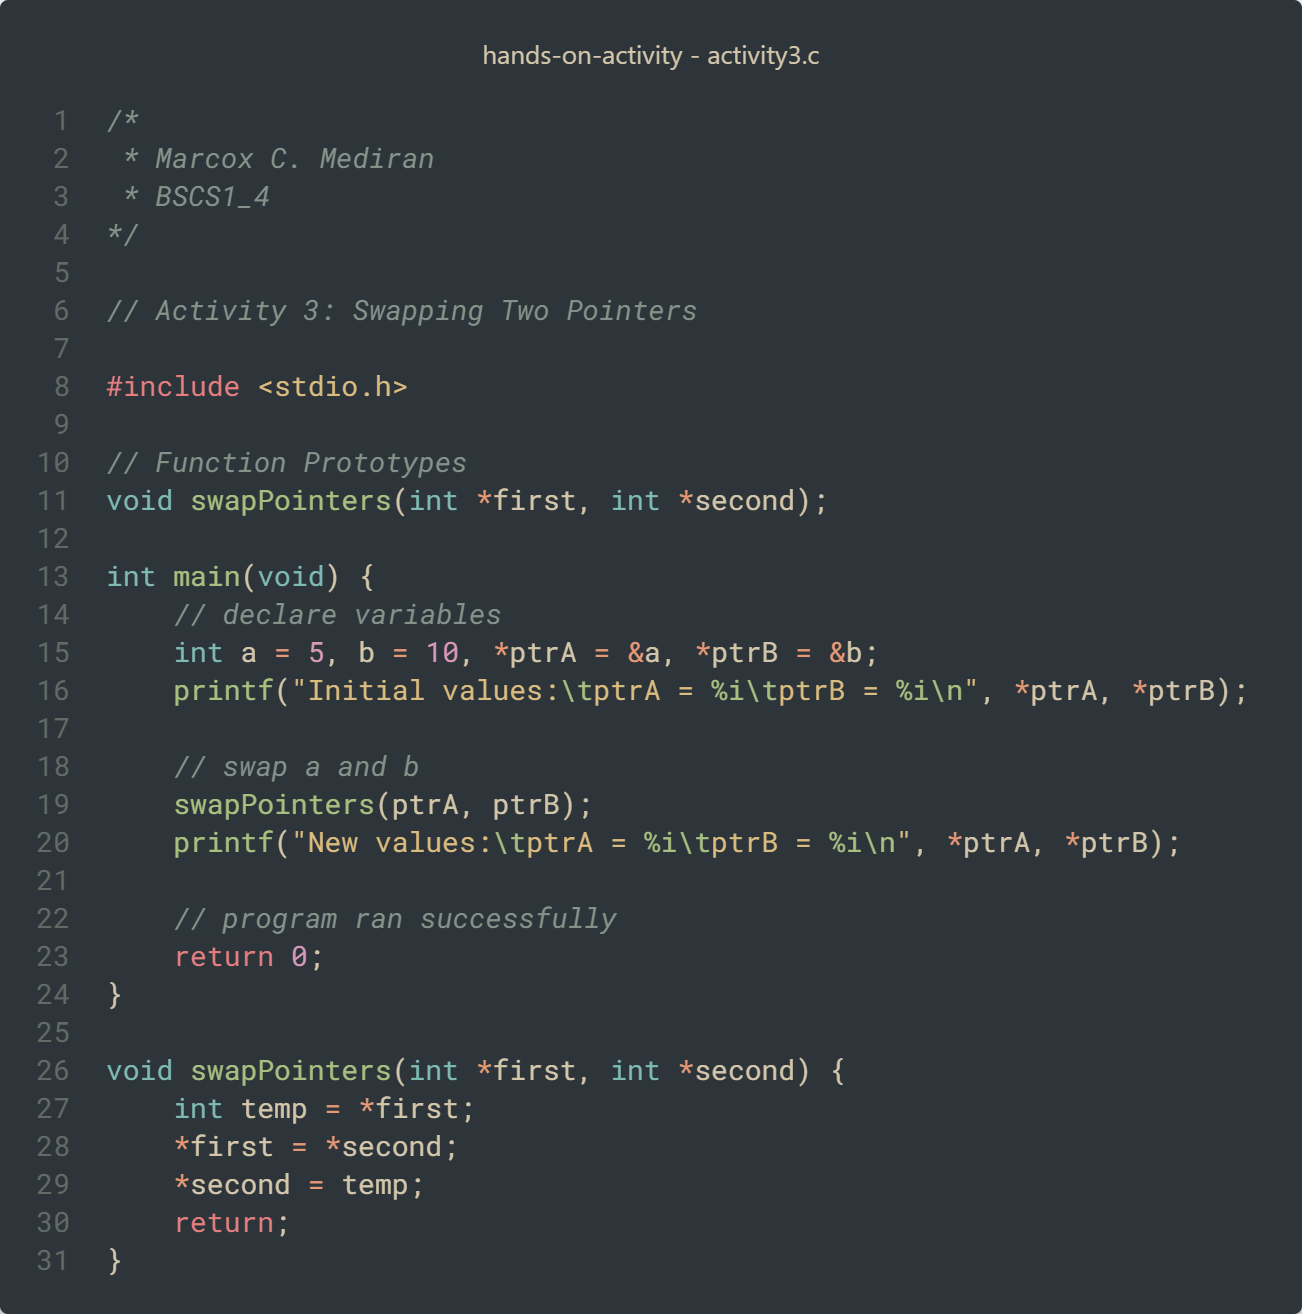 hands-on-activity - activity3.c
1 /*
2  * Marcox C. Mediran
3  * BSCS1_4
4 */
5
6 // Activity 3: Swapping Two Pointers
7
8 #include <stdio.h>
9
10 // Function Prototypes
11 void swapPointers(int *first, int *second);
12
13 int main(void) {
14     // declare variables
15     int a = 5, b = 10, *ptrA = &a, *ptrB = &b;
16     printf("Initial values:\tptrA = %i\tptrB = %i\n", *ptrA, *ptrB);
17
18     // swap a and b
19     swapPointers(ptrA, ptrB);
20     printf("New values:\tptrA = %i\tptrB = %i\n", *ptrA, *ptrB);
21
22     // program ran successfully
23     return 0;
24 }
25
26 void swapPointers(int *first, int *second) {
27     int temp = *first;
28     *first = *second;
29     *second = temp;
30     return;
31 }